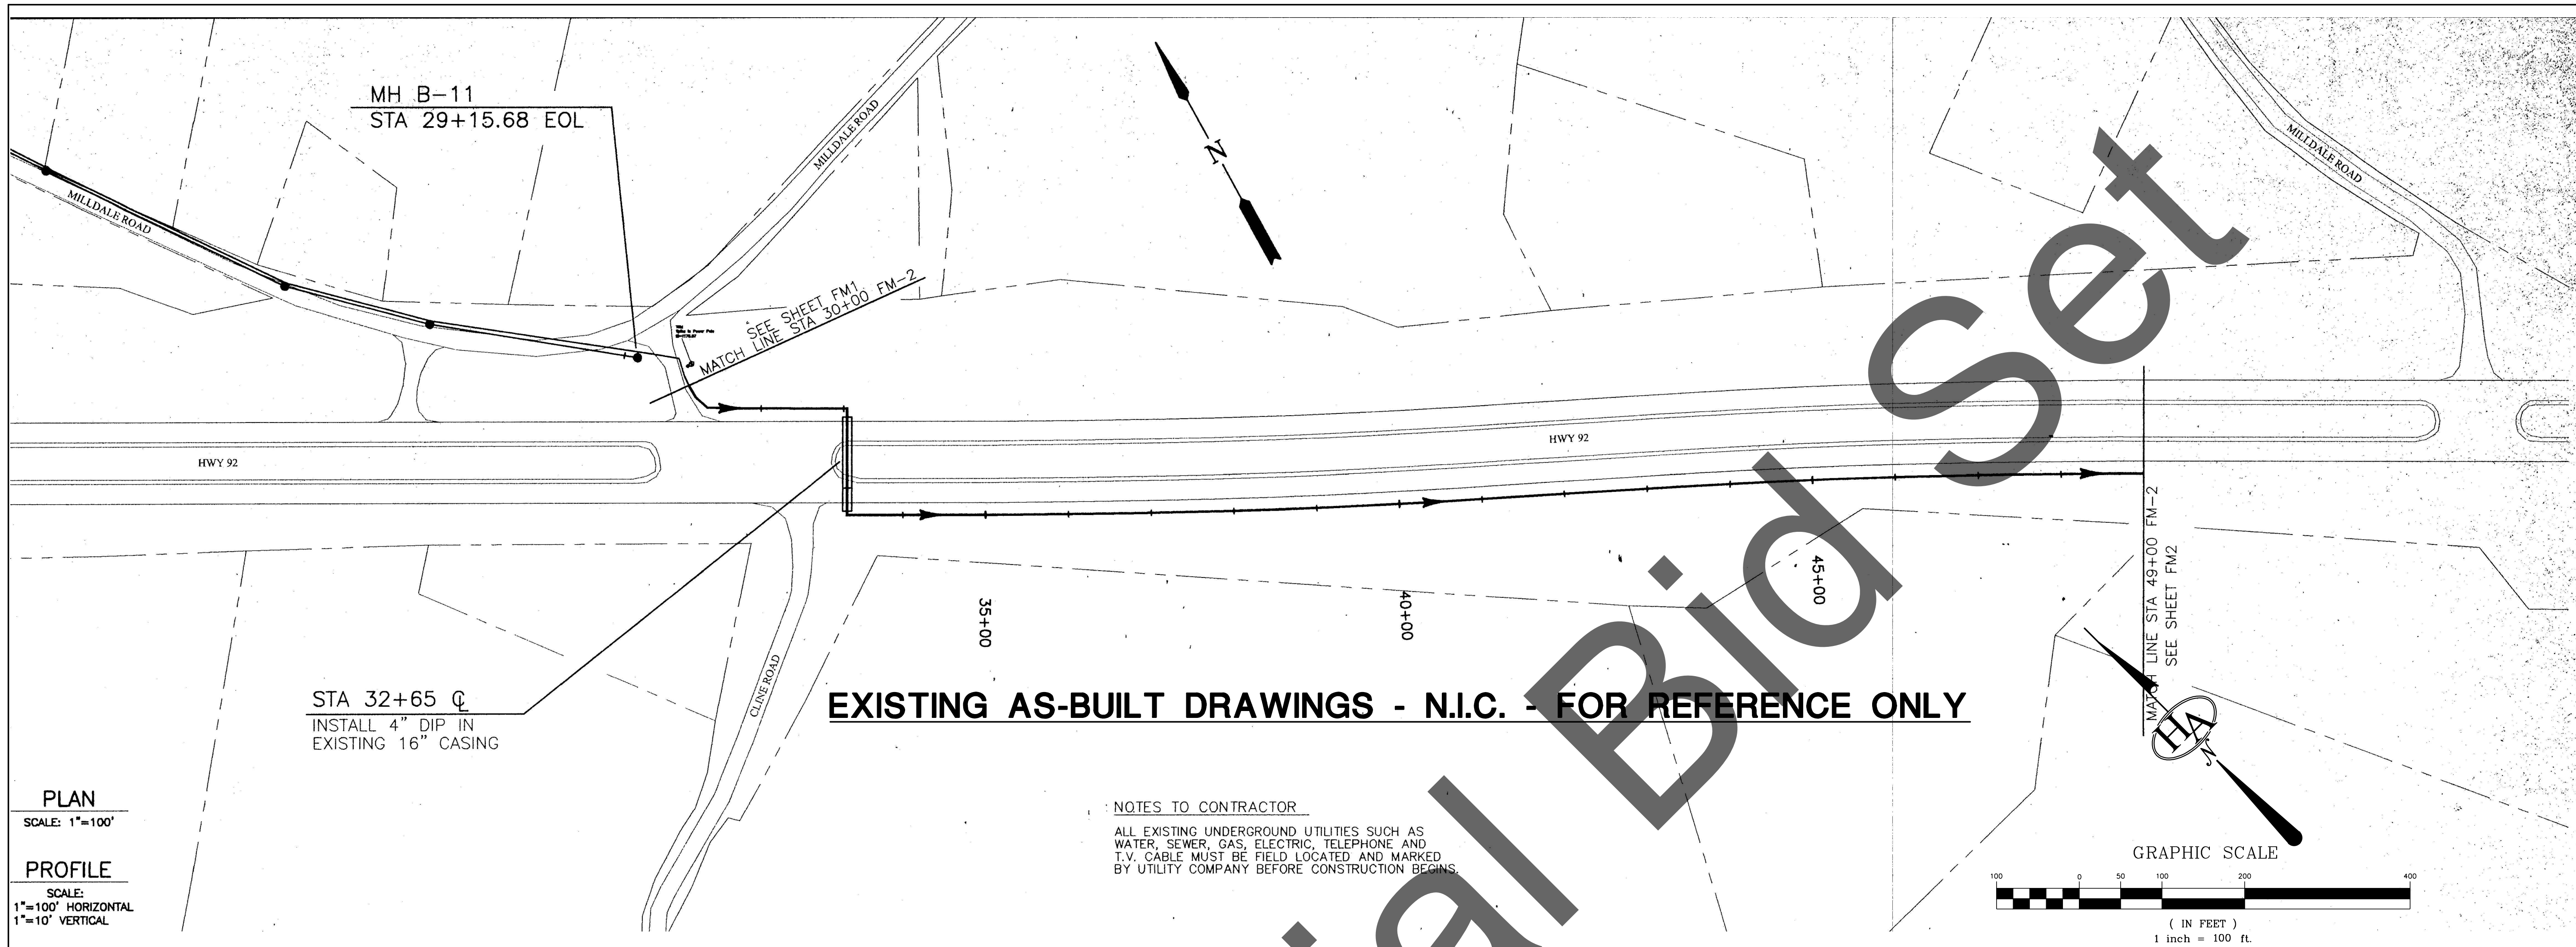 MH B-11
STA 29+15.68 EOL
MILLDALE ROAD
MILLDALE ROAD
MILLDALE ROAD
N
SEE SHEET FM1
MATCH LINE STA 30+00 FM-2
Spike in Power Pole
HWY 92
HWY 92
MATCH LINE STA 49+00 FM-2
SEE SHEET FM2
35+00
40+00
45+00
CLINE ROAD
STA 32+65 ℄
INSTALL 4" DIP IN
EXISTING 16" CASING
EXISTING AS-BUILT DRAWINGS - N.I.C. - FOR REFERENCE ONLY
HA
N
PLAN
SCALE: 1"=100'
PROFILE
SCALE:
1"=100' HORIZONTAL
1"=10' VERTICAL
NOTES TO CONTRACTOR
ALL EXISTING UNDERGROUND UTILITIES SUCH AS
WATER, SEWER, GAS, ELECTRIC, TELEPHONE AND
T.V. CABLE MUST BE FIELD LOCATED AND MARKED
BY UTILITY COMPANY BEFORE CONSTRUCTION BEGINS.
GRAPHIC SCALE
100 0 50 100 200 400
( IN FEET )
1 inch = 100 ft.
ial Bid Set